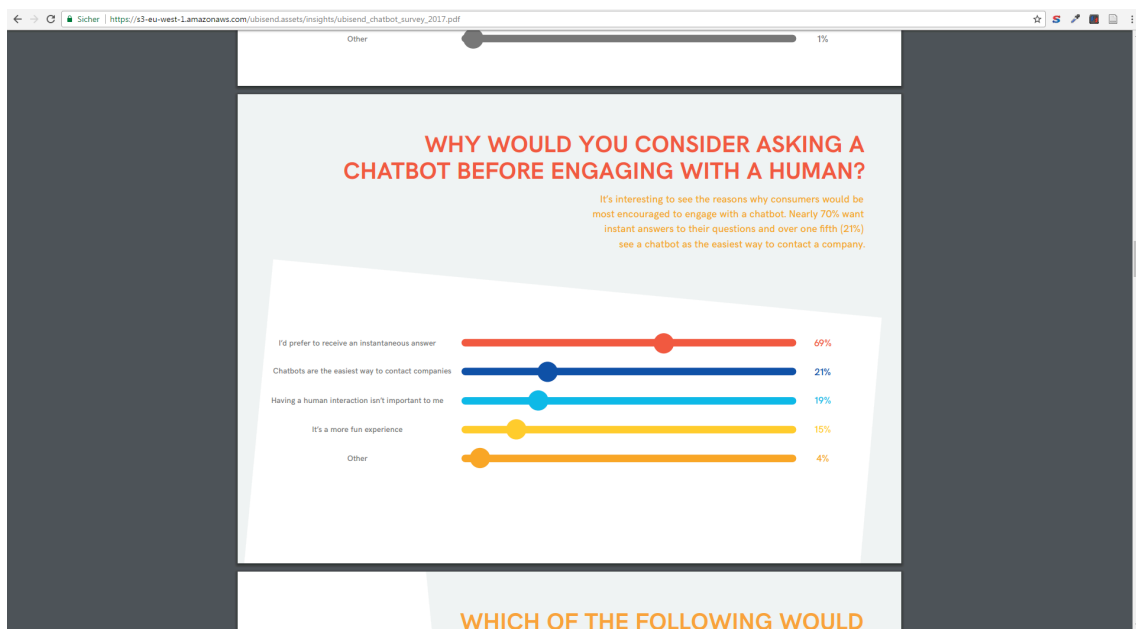 Sicher | https://s3-eu-west-1.amazonaws.com/ubisend.assets/insights/ubisend_chatbot_survey_2017.pdf
Other 1%
WHY WOULD YOU CONSIDER ASKING A
CHATBOT BEFORE ENGAGING WITH A HUMAN?
It's interesting to see the reasons why consumers would be
most encouraged to engage with a chatbot. Nearly 70% want
instant answers to their questions and over one fifth (21%)
see a chatbot as the easiest way to contact a company.
I'd prefer to receive an instantaneous answer 69%
Chatbots are the easiest way to contact companies 21%
Having a human interaction isn't important to me 19%
It's a more fun experience 15%
Other 4%
WHICH OF THE FOLLOWING WOULD